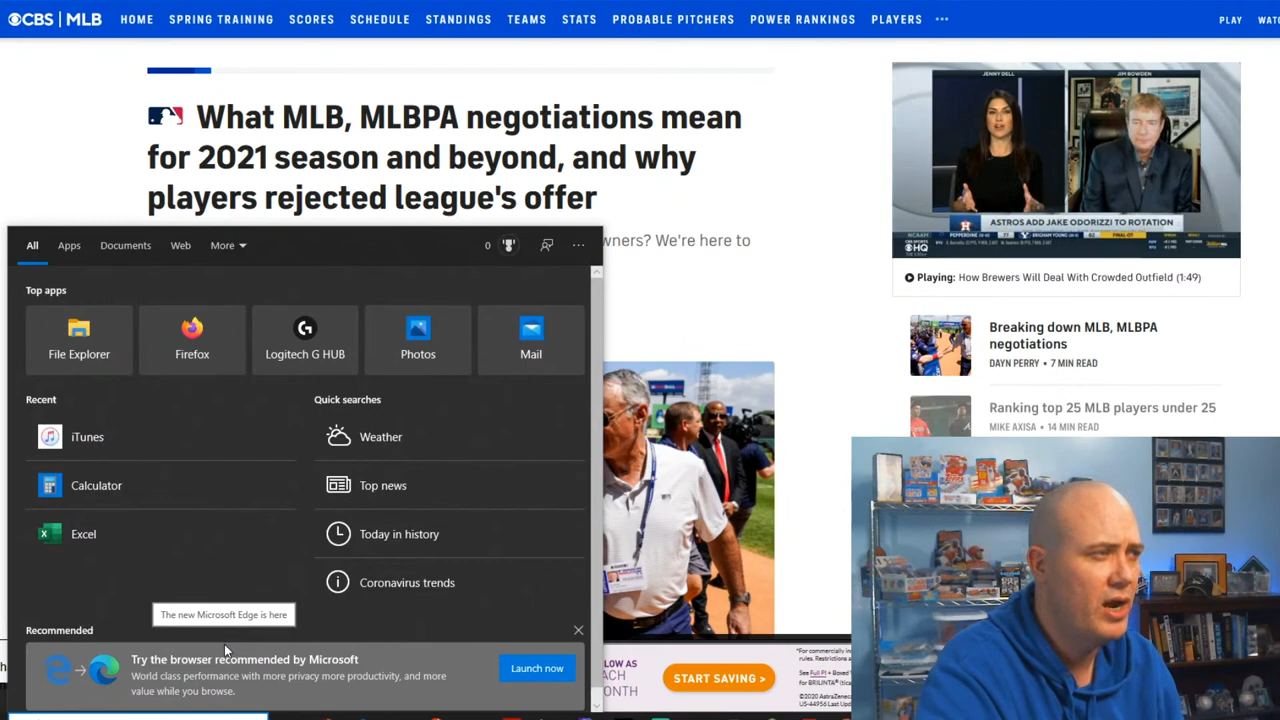 CBS | MLB HOME SPRING TRAINING SCORES SCHEDULE STANDINGS TEAMS STATS PROBABLE PITCHERS POWER RANKINGS PLAYERS ••• PLAY
What MLB, MLBPA negotiations mean
for 2021 season and beyond, and why
players rejected league's offer
owners? We're here to
JENNY DELL
JIM BOWDEN
ASTROS ADD JAKE ODORIZZI TO ROTATION
HQ
Playing: How Brewers Will Deal With Crowded Outfield (1:49)
Breaking down MLB, MLBPA
negotiations
DAYN PERRY • 7 MIN READ
Ranking top 25 MLB players under 25
MIKE AXISA • 14 MIN READ
All Apps Documents Web More 0 •••
Top apps
File Explorer Firefox Logitech G HUB Photos Mail
Recent
iTunes
Calculator
Excel
Quick searches
Weather
Top news
Today in history
Coronavirus trends
The new Microsoft Edge is here
Recommended
Try the browser recommended by Microsoft
World class performance with more privacy more productivity, and more
value while you browse.
Launch now
START SAVING >